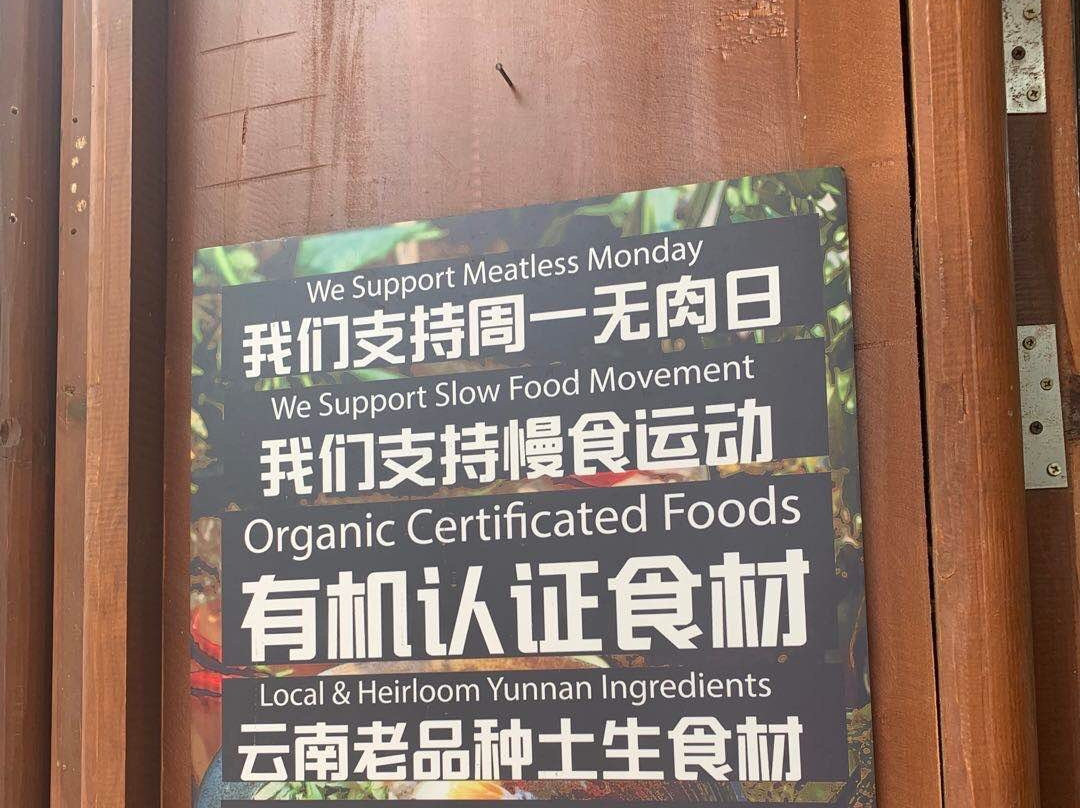 We Support Meatless Monday
我们支持周一无肉日
We Support Slow Food Movement
我们支持慢食运动
Organic Certificated Foods
有机认证食材
Local & Heirloom Yunnan Ingredients
云南老品种土生食材